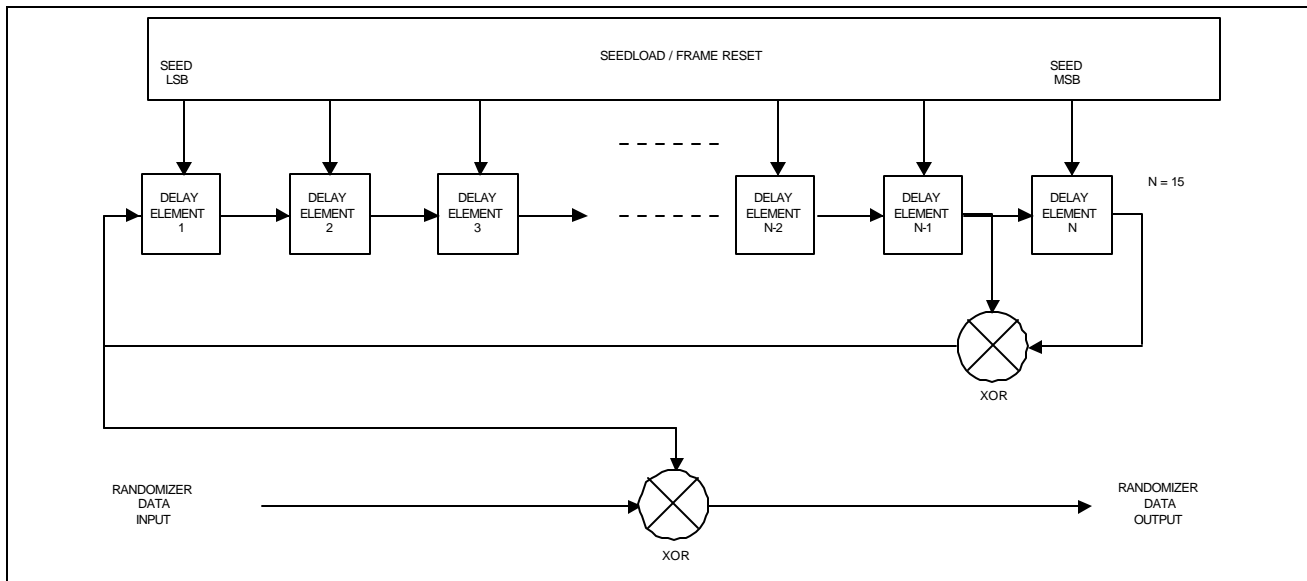 SEEDLOAD / FRAME RESET
SEED
LSB
SEED
MSB
DELAY
ELEMENT
1
DELAY
ELEMENT
2
DELAY
ELEMENT
3
DELAY
ELEMENT
N-2
DELAY
ELEMENT
N-1
DELAY
ELEMENT
N
N = 15
XOR
RANDOMIZER
DATA
INPUT
XOR
RANDOMIZER
DATA
OUTPUT